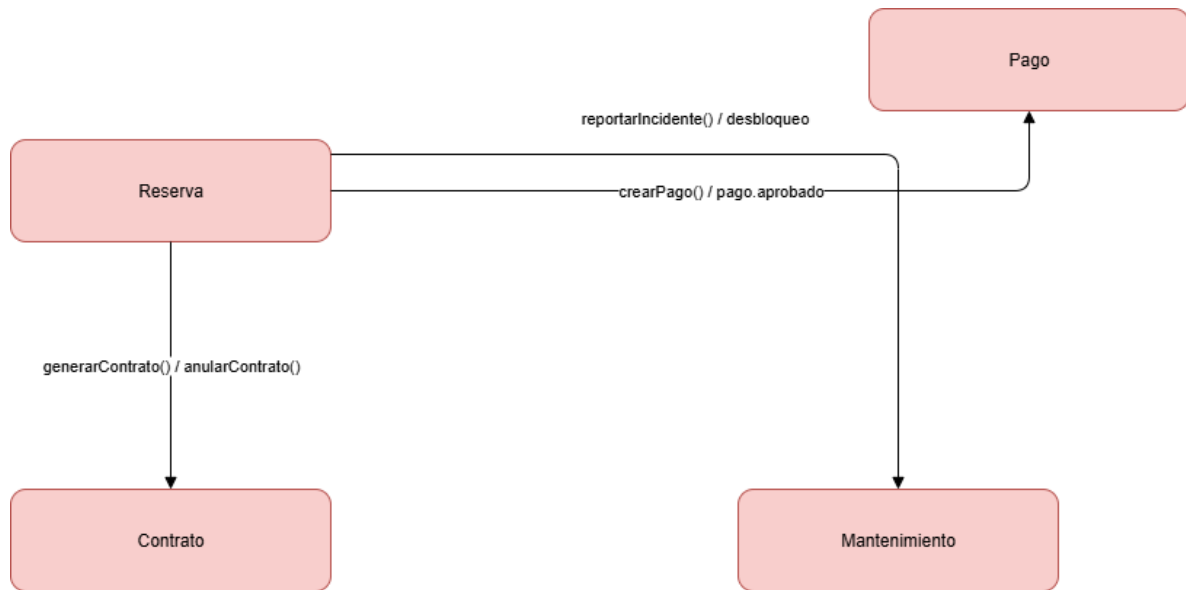 Pago
reportarIncidente() / desbloqueo
Reserva
crearPago() / pago.aprobado
generarContrato() / anularContrato()
Contrato
Mantenimiento